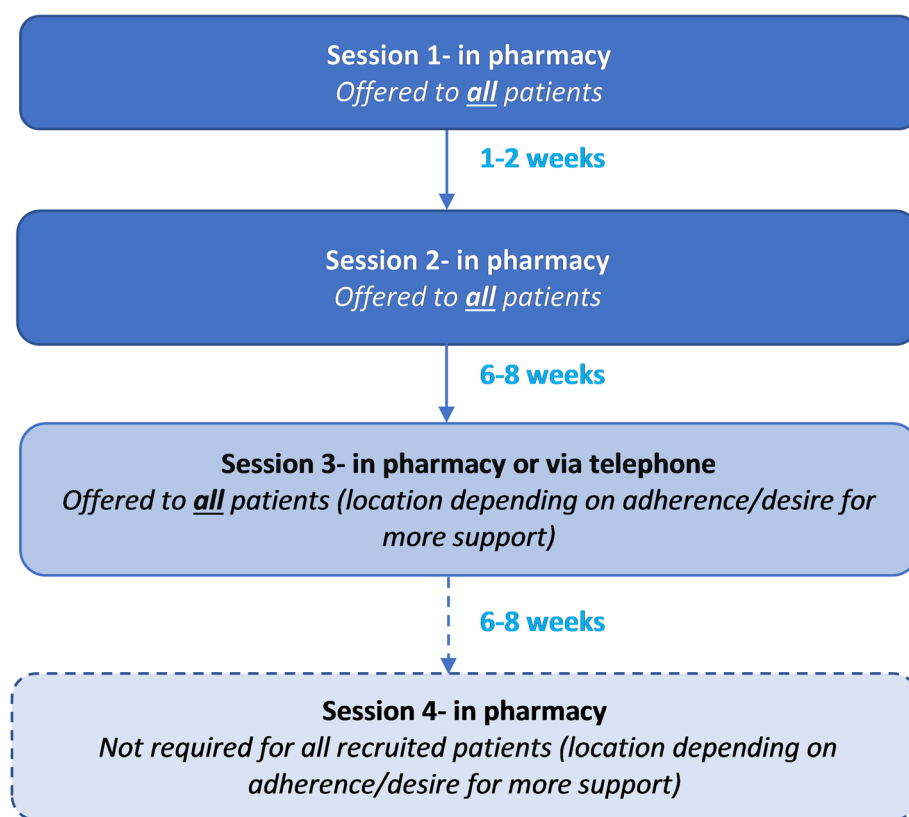 Session 1- in pharmacy
Offered to all patients
1-2 weeks
Session 2- in pharmacy
Offered to all patients
6-8 weeks
Session 3- in pharmacy or via telephone
Offered to all patients (location depending on adherence/desire for
more support)
6-8 weeks
Session 4- in pharmacy
Not required for all recruited patients (location depending on
adherence/desire for more support)